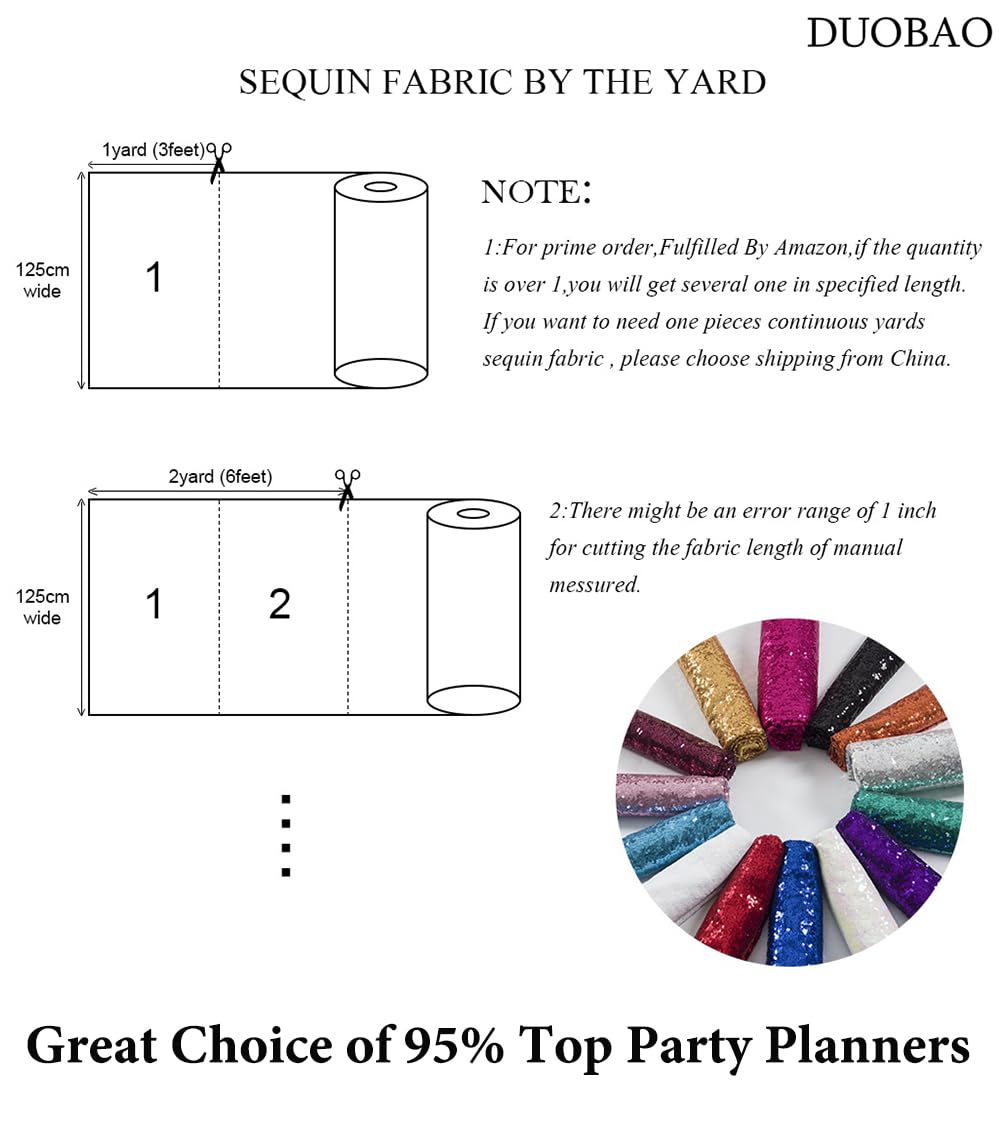 DUOBAO
SEQUIN FABRIC BY THE YARD
1yard (3feet)
125cm
wide
1
NOTE:
1:For prime order,Fulfilled By Amazon,if the quantity
is over 1,you will get several one in specified length.
If you want to need one pieces continuous yards
sequin fabric , please choose shipping from China.
2yard (6feet)
125cm
wide
1
2
2:There might be an error range of 1 inch
for cutting the fabric length of manual
messured.
Great Choice of 95% Top Party Planners